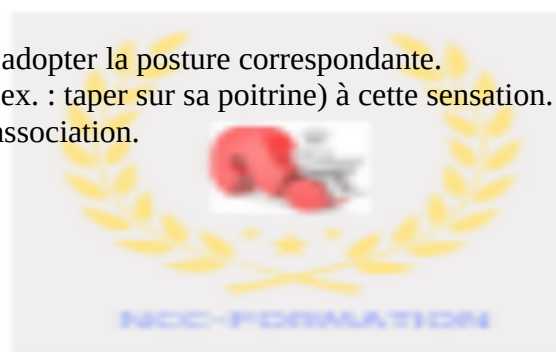 adopter la posture correspondante.
ex. : taper sur sa poitrine) à cette sensation.
association.
NCC-FORMATION